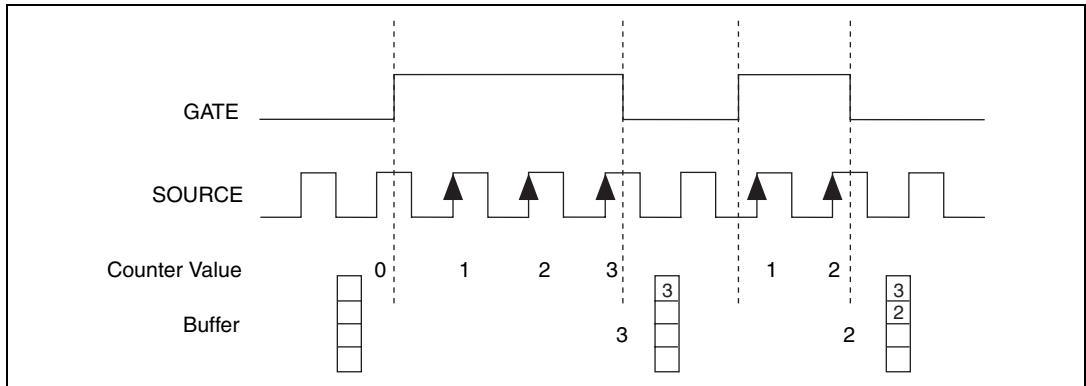 GATE
SOURCE
Counter Value 0 1 2 3 1 2
3 3
2
Buffer
3 2